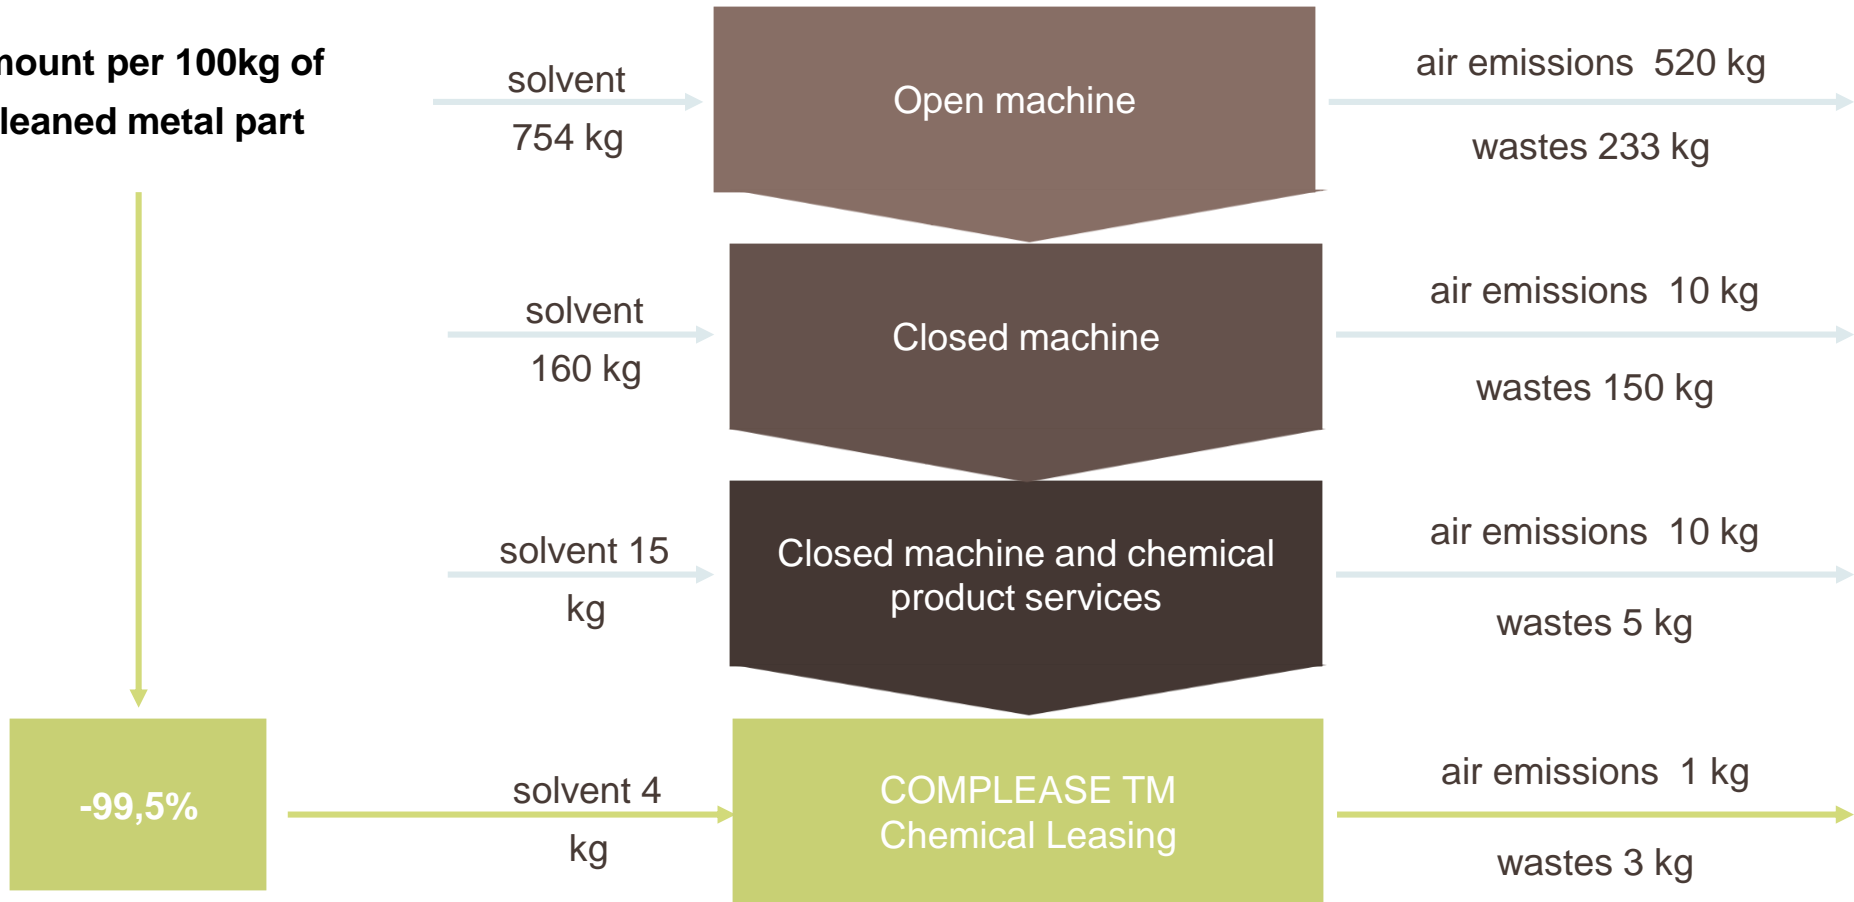 mount per 100kg of
leaned metal part
solvent
754 kg
Open machine
air emissions 520 kg
wastes 233 kg
solvent
160 kg
Closed machine
air emissions 10 kg
wastes 150 kg
solvent 15
kg
Closed machine and chemical
product services
air emissions 10 kg
wastes 5 kg
-99,5%
solvent 4
kg
COMPLEASE TM
Chemical Leasing
air emissions 1 kg
wastes 3 kg